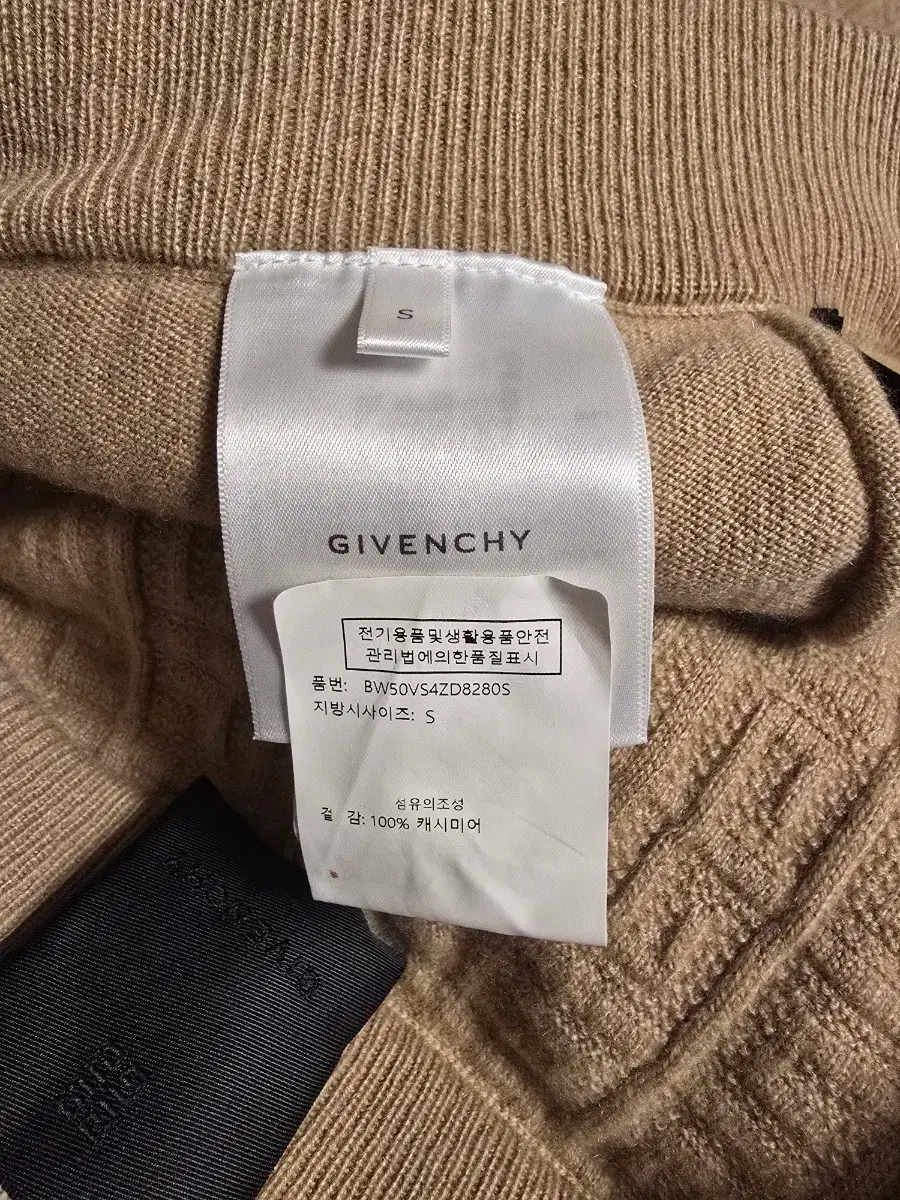 S
GIVENCHY
전기용품및생활용품안전
관리법에의한품질표시
품번: BW50VS4ZD8280S
지방시사이즈: S
섬유의조성
겉 감: 100% 캐시미어
GIVENCHY